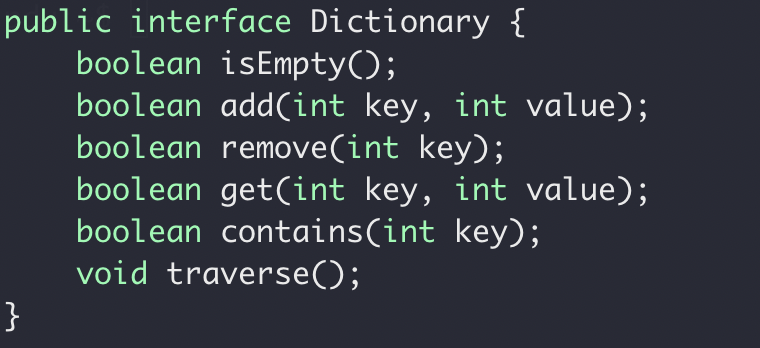 public interface Dictionary {
    boolean isEmpty();
    boolean add(int key, int value);
    boolean remove(int key);
    boolean get(int key, int value);
    boolean contains(int key);
    void traverse();
}